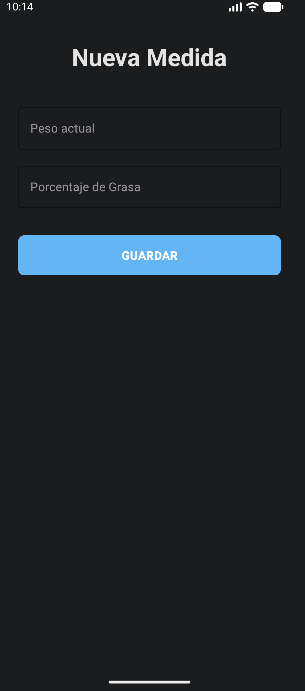 10:14
Nueva Medida
Peso actual
Porcentaje de Grasa
GUARDAR